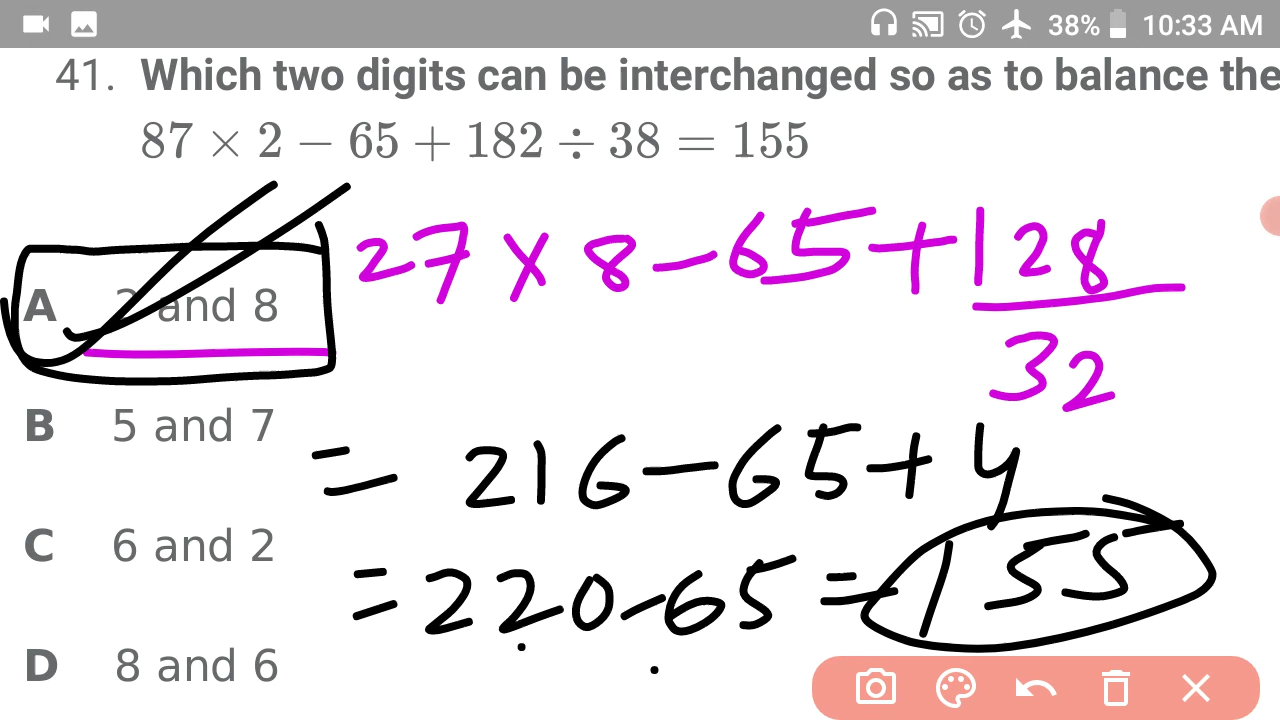 38% 10:33 AM
41. Which two digits can be interchanged so as to balance the
87 × 2 − 65 + 182 ÷ 38 = 155
27 × 8 − 65 + 128
32
A 2 and 8
B 5 and 7
= 216 − 65 + 4
C 6 and 2
= 220 − 65 = 155
D 8 and 6